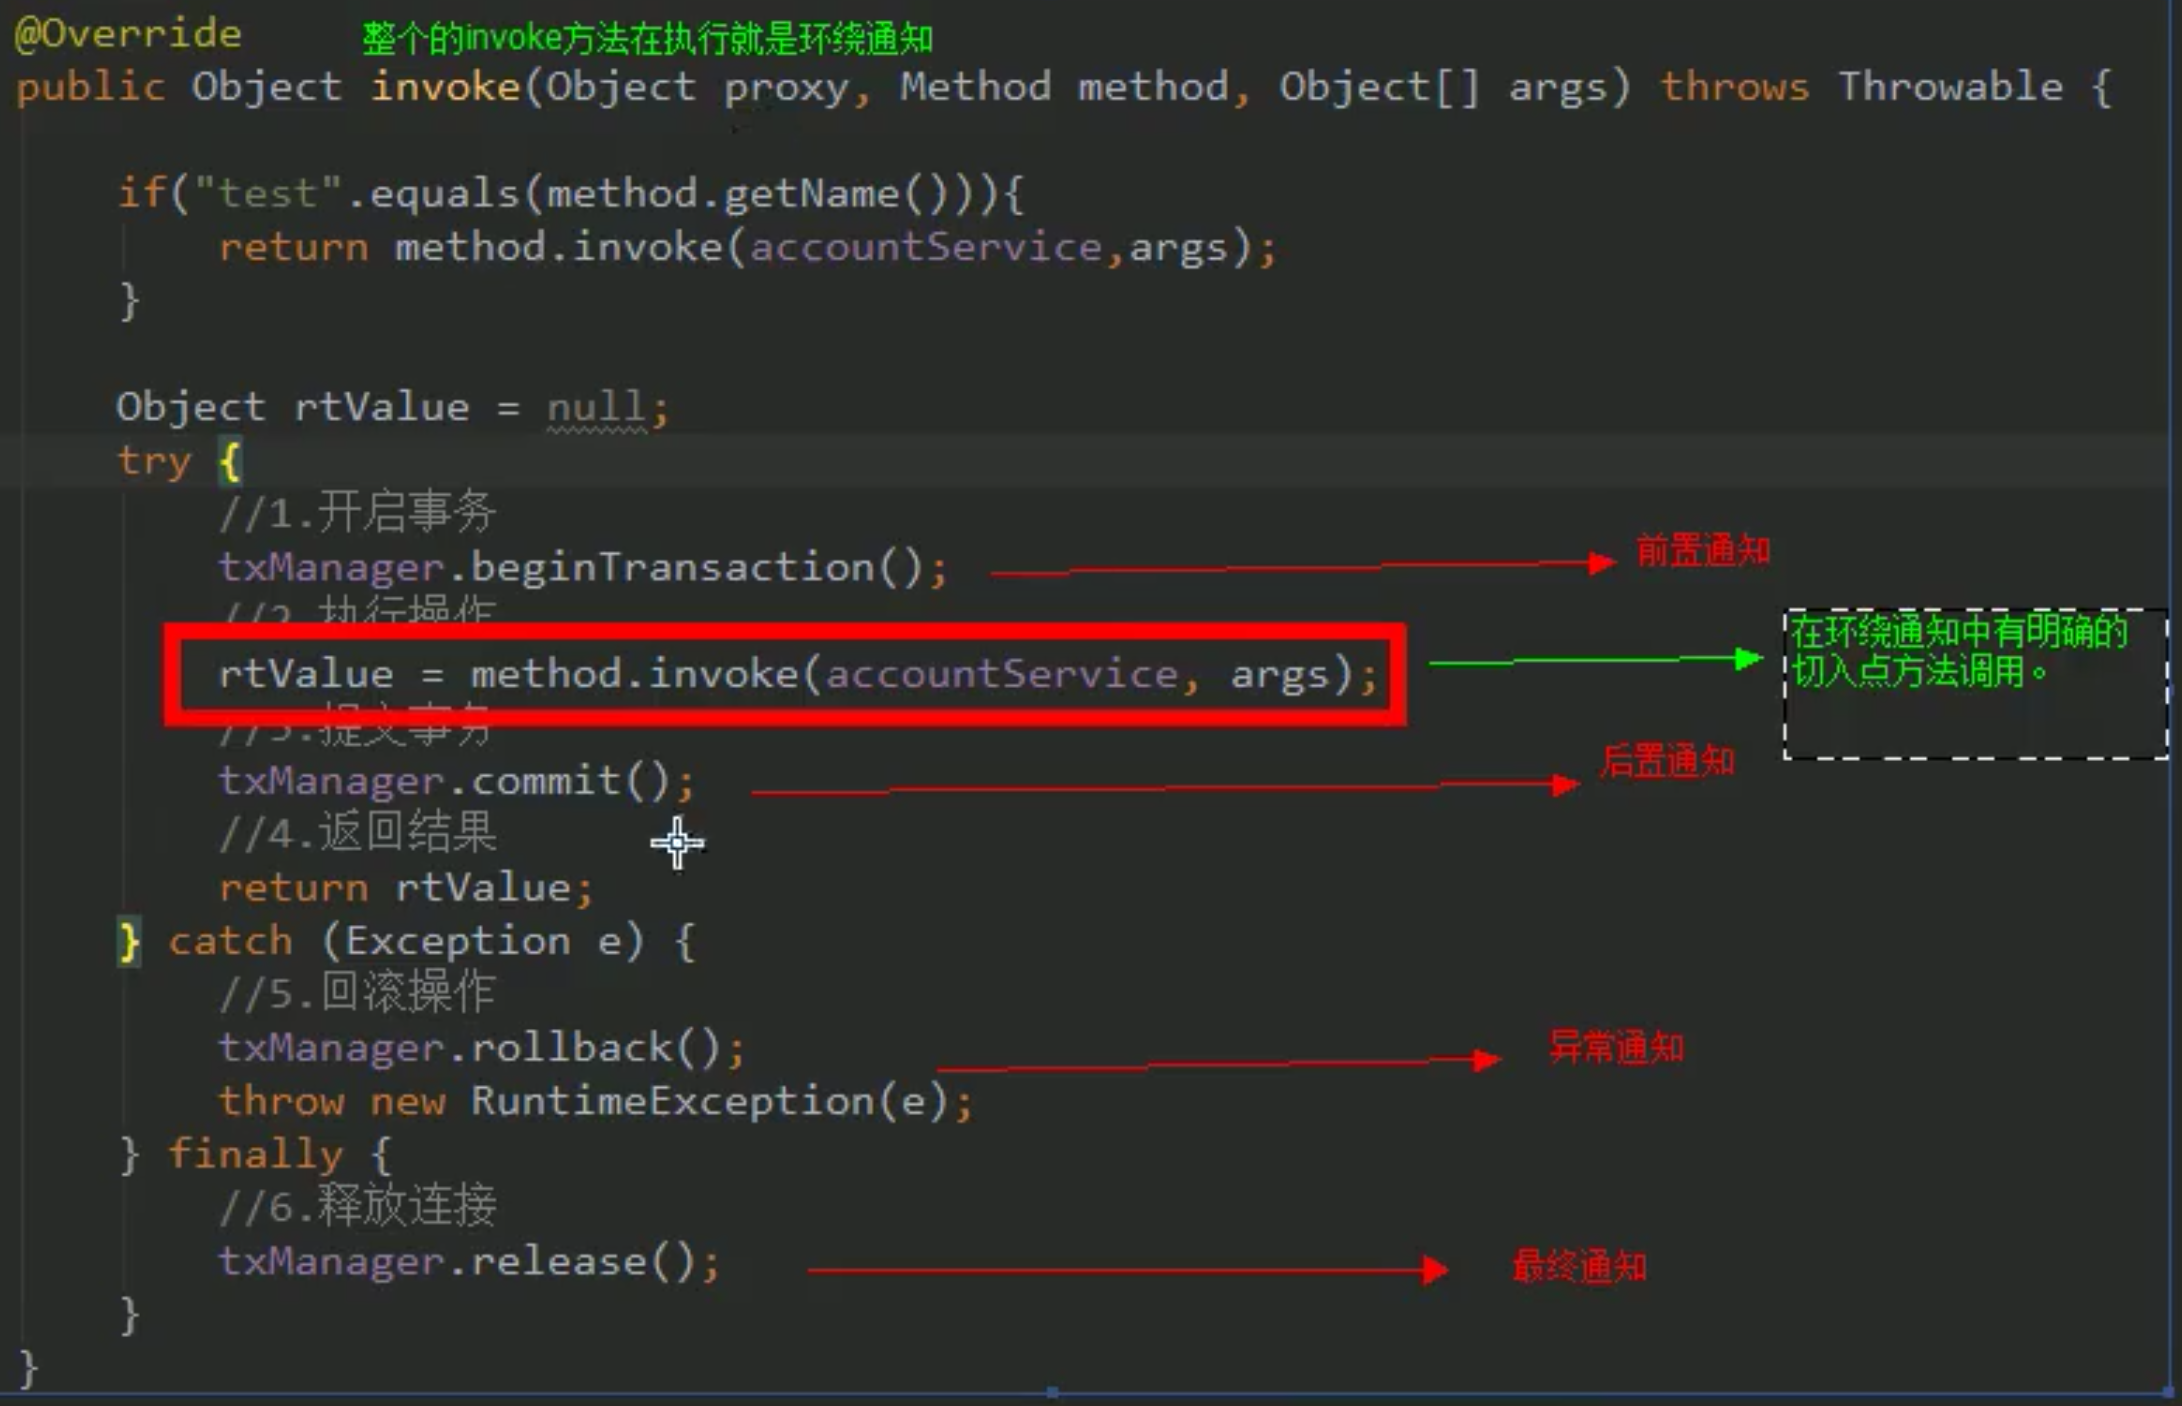 @Override 整个的invoke方法在执行就是环绕通知
public Object invoke(Object proxy, Method method, Object[] args) throws Throwable {
if("test".equals(method.getName())){
return method.invoke(accountService,args);
}
Object rtValue = null;
try {
//1.开启事务
txManager.beginTransaction(); 前置通知
//2.执行操作
rtValue = method.invoke(accountService, args); 在环绕通知中有明确的
切入点方法调用。
//3.提交事务
txManager.commit(); 后置通知
//4.返回结果
return rtValue;
} catch (Exception e) {
//5.回滚操作
txManager.rollback(); 异常通知
throw new RuntimeException(e);
} finally {
//6.释放连接
txManager.release(); 最终通知
}
}